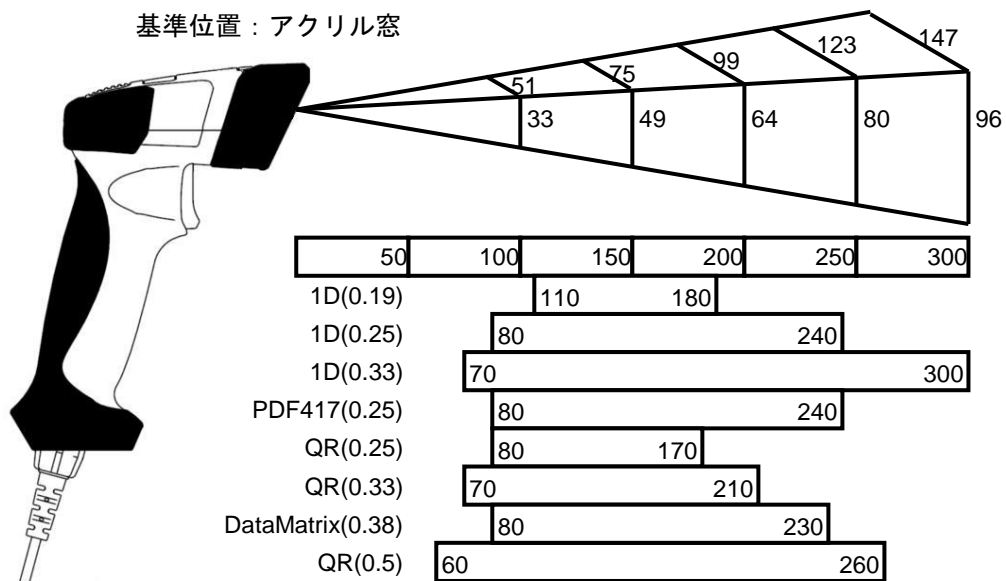 基準位置：アクリル窓
51 75 99 123 147
33 49 64 80 96
50 100 150 200 250 300
1D(0.19) 110 180
1D(0.25) 80 240
1D(0.33) 70 300
PDF417(0.25) 80 240
QR(0.25) 80 170
QR(0.33) 70 210
DataMatrix(0.38) 80 230
QR(0.5) 60 260